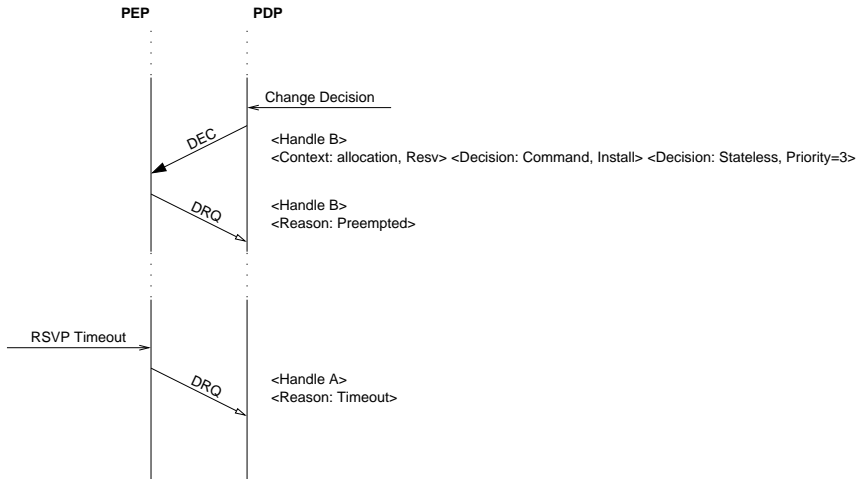 PEP PDP
Change Decision
DEC
<Handle B>
<Context: allocation, Resv> <Decision: Command, Install> <Decision: Stateless, Priority=3>
DRQ
<Handle B>
<Reason: Preempted>
RSVP Timeout
DRQ
<Handle A>
<Reason: Timeout>